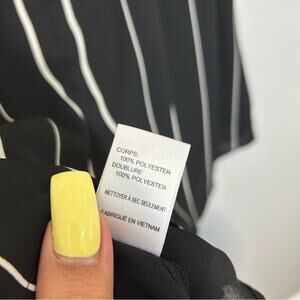 CORPS:
100% POLYESTER
DOUBLURE:
100% POLYESTER
NETTOYER À SEC SEULEMENT
FABRIQUÉ EN VIETNAM